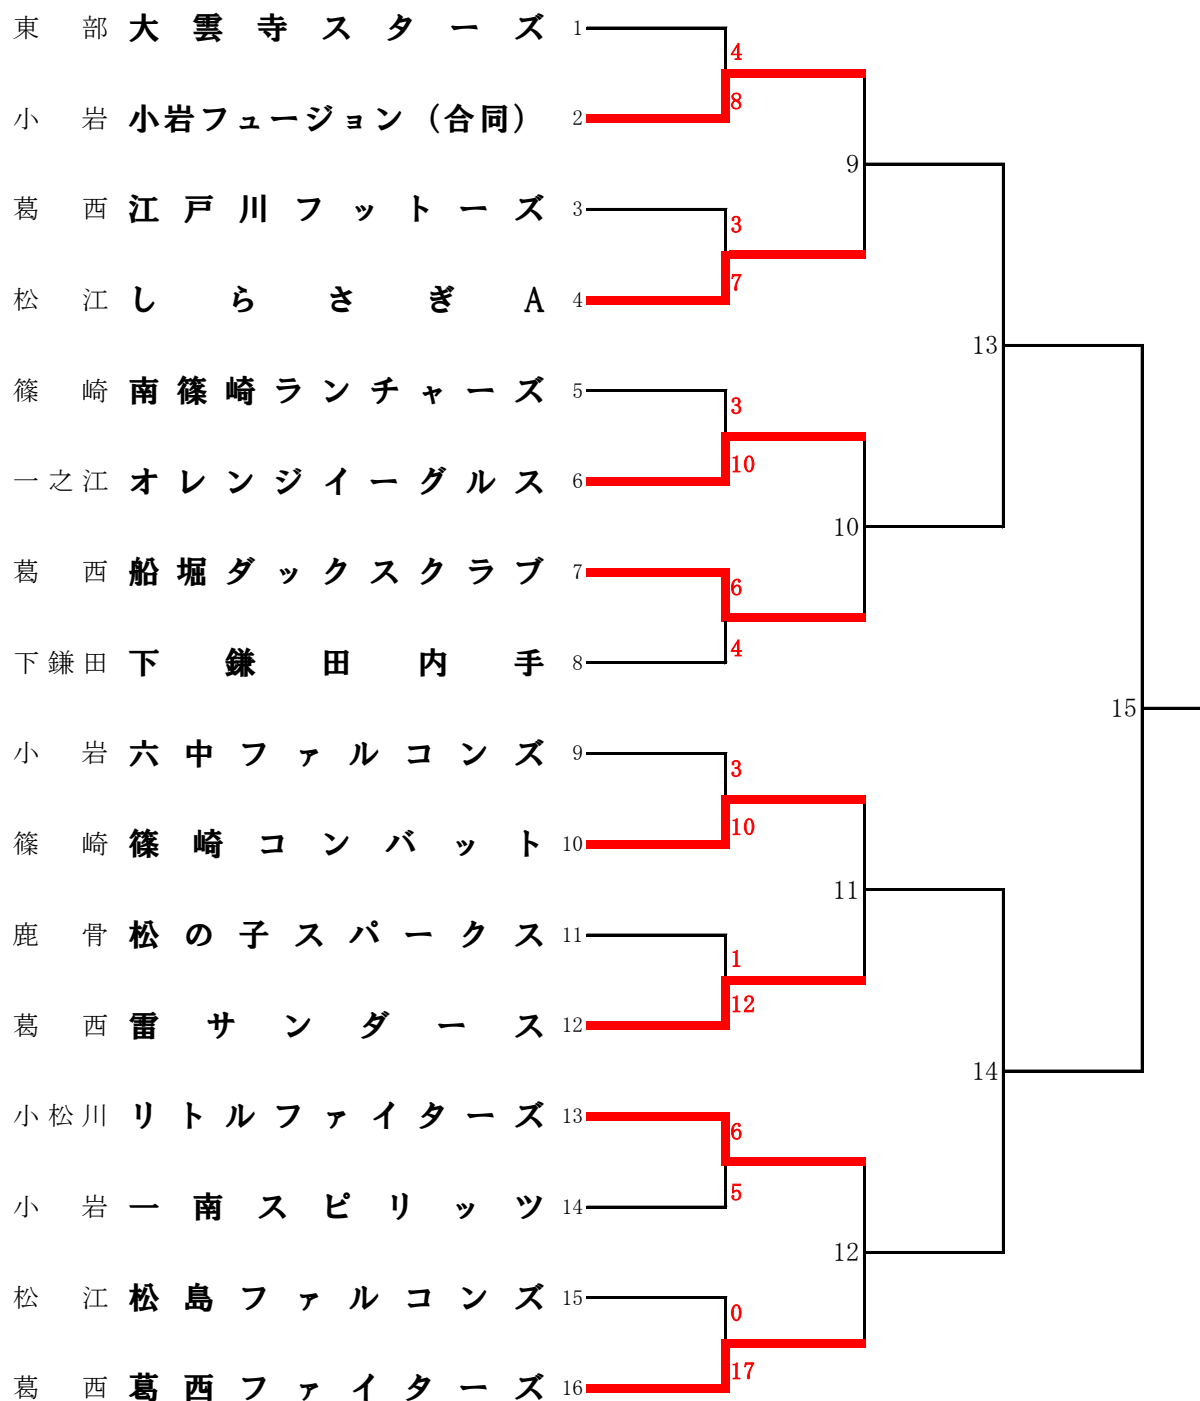 東部 大雲寺スターズ 1
4
8
小岩 小岩フュージョン（合同） 2
9
葛西 江戸川フットーズ 3
3
7
松江 しらさぎA 4
13
篠崎 南篠崎ランチャーズ 5
3
10
一之江 オレンジイーグルス 6
10
葛西 船堀ダックスクラブ 7
6
4
下鎌田 下鎌田内手 8
15
小岩 六中ファルコンズ 9
3
10
篠崎 篠崎コンバット 10
11
鹿骨 松の子スパークス 11
1
12
葛西 雷サンダース 12
14
小松川 リトルファイターズ 13
6
5
小岩 一南スピリッツ 14
12
松江 松島ファルコンズ 15
0
17
葛西 葛西ファイターズ 16